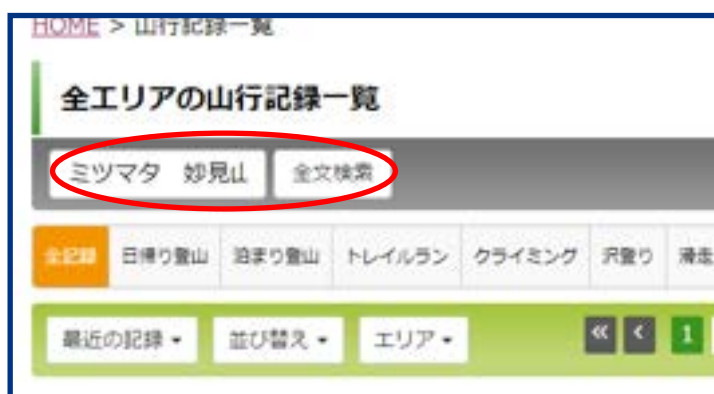 HOME > 山行記録一覧
全エリアの山行記録一覧
ミツマタ 妙見山 全文検索
全記録 日帰り登山 泊まり登山 トレイルラン クライミング 沢登り 滑走
最近の記録 並び替え エリア « < 1